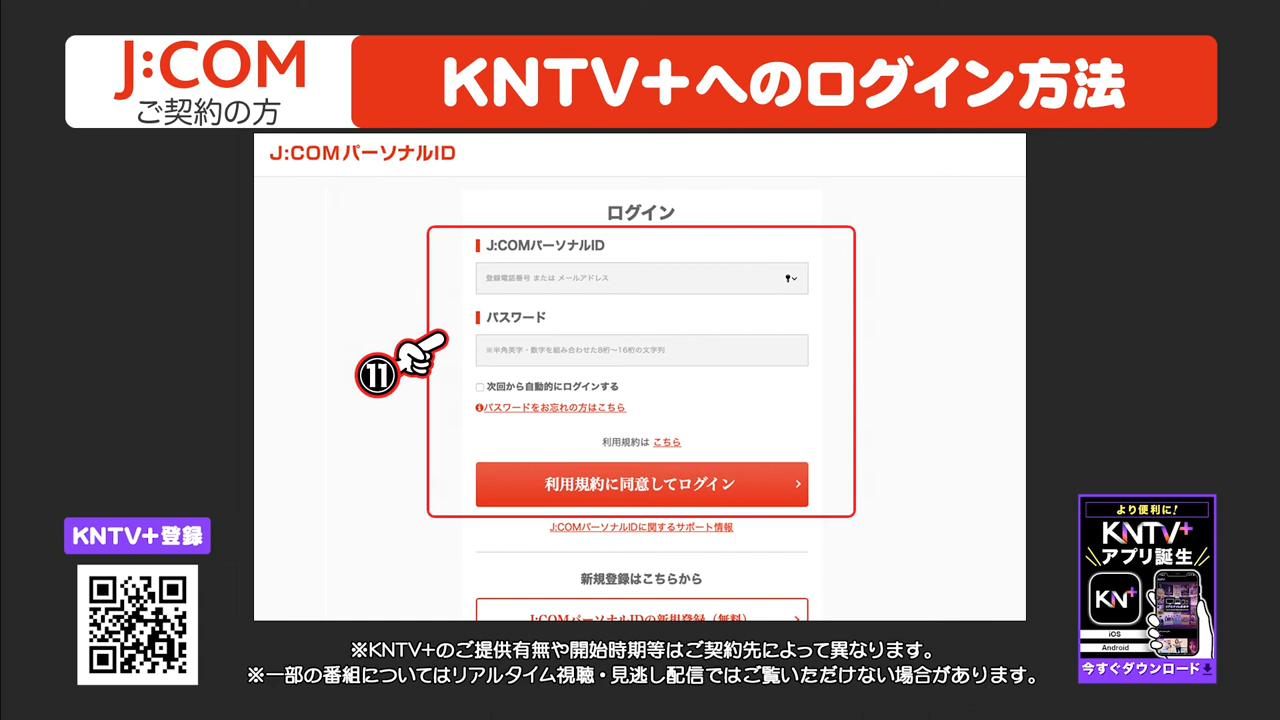 J:COM
ご契約の方
KNTV+へのログイン方法
J:COMパーソナルID
ログイン
J:COMパーソナルID
登録電話番号 または メールアドレス
パスワード
※半角英字・数字を組み合わせた8桁〜16桁の文字列
⑪
次回から自動的にログインする
パスワードをお忘れの方はこちら
利用規約は こちら
利用規約に同意してログイン
J:COMパーソナルIDに関するサポート情報
新規登録はこちらから
J:COMパーソナルIDの新規登録（無料）
KNTV+登録
より便利に!
KNTV+
アプリ誕生
KN+
iOS
Android
今すぐダウンロード
※KNTV+のご提供有無や開始時期等はご契約先によって異なります。
※一部の番組についてはリアルタイム視聴・見逃し配信ではご覧いただけない場合があります。